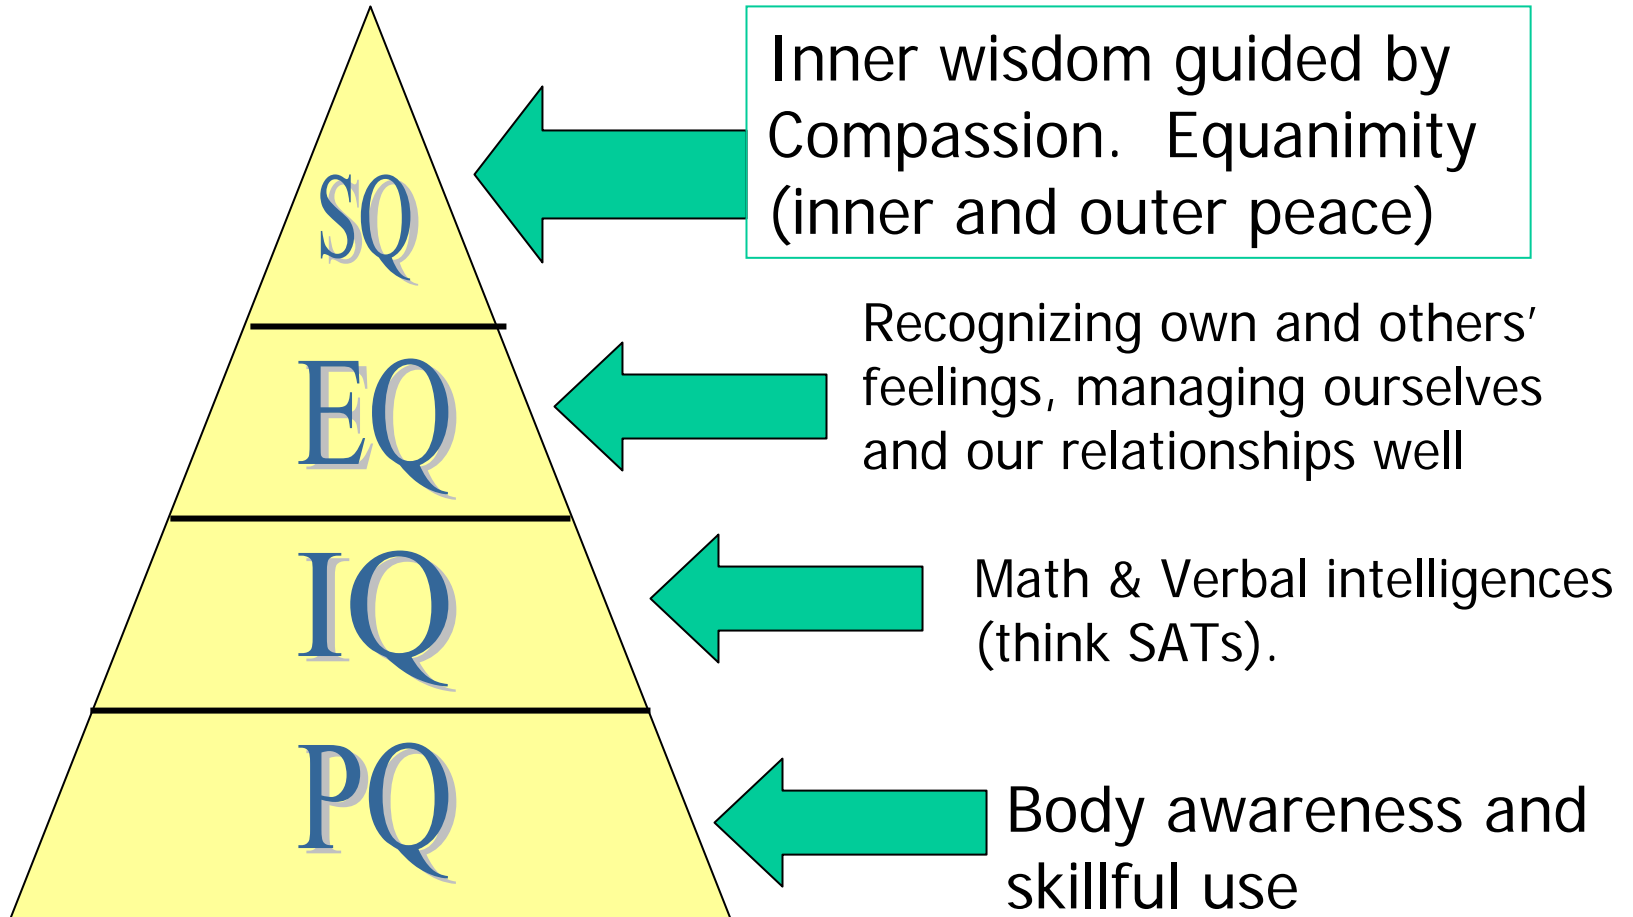 SQ
Inner wisdom guided by
Compassion. Equanimity
(inner and outer peace)
EQ
Recognizing own and others’
feelings, managing ourselves
and our relationships well
IQ
Math & Verbal intelligences
(think SATs).
PQ
Body awareness and
skillful use